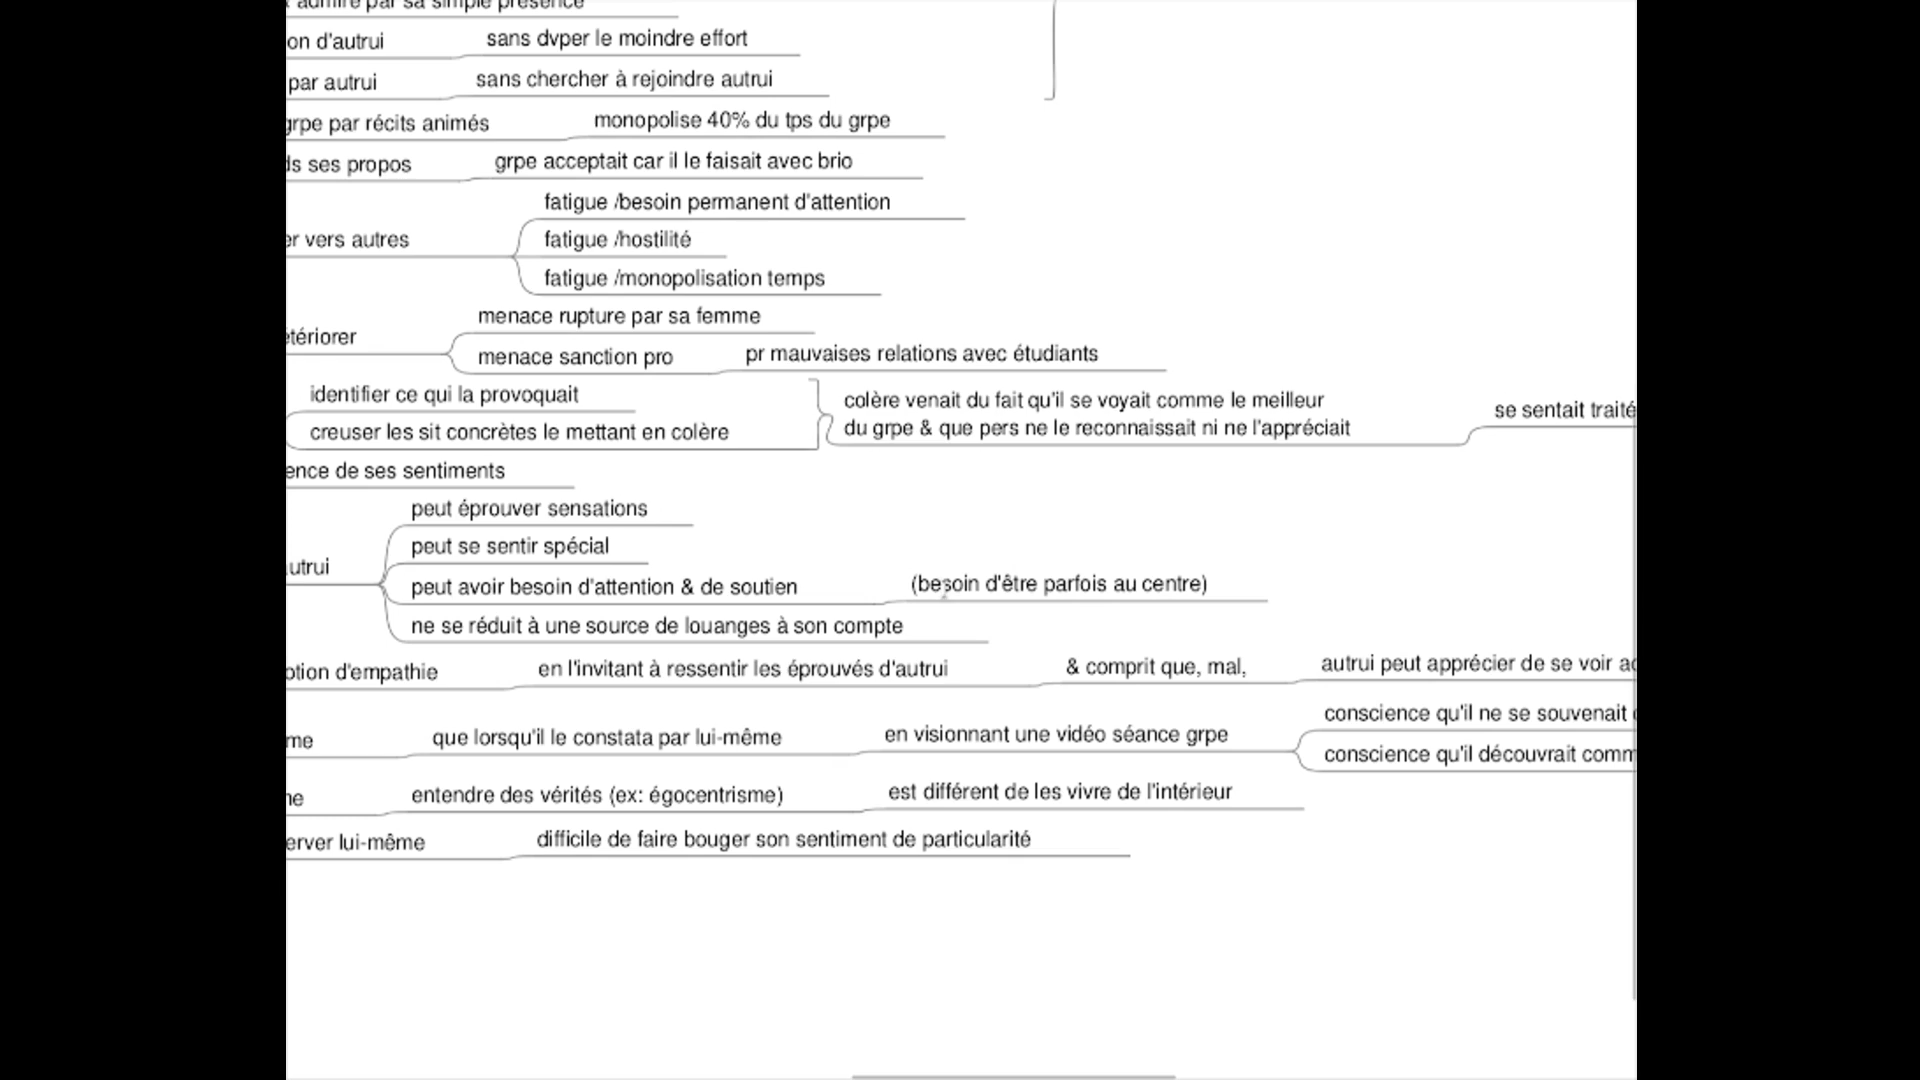 admiré par sa simple présence
on d'autrui sans dvper le moindre effort
par autrui sans chercher à rejoindre autrui
grpe par récits animés monopolise 40% du tps du grpe
ds ses propos grpe acceptait car il le faisait avec brio
fatigue /besoin permanent d'attention
er vers autres fatigue /hostilité
fatigue /monopolisation temps
menace rupture par sa femme
étériorer
menace sanction pro pr mauvaises relations avec étudiants
identifier ce qui la provoquait
creuser les sit concrètes le mettant en colère
colère venait du fait qu'il se voyait comme le meilleur
du grpe & que pers ne le reconnaissait ni ne l'appréciait
se sentait traité
ence de ses sentiments
peut éprouver sensations
peut se sentir spécial
utrui
peut avoir besoin d'attention & de soutien (besoin d'être parfois au centre)
ne se réduit à une source de louanges à son compte
otion d'empathie en l'invitant à ressentir les éprouvés d'autrui & comprit que, mal, autrui peut apprécier de se voir
conscience qu'il ne se souvenait
me que lorsqu'il le constata par lui-même en visionnant une vidéo séance grpe
conscience qu'il découvrait comm
ne entendre des vérités (ex: égocentrisme) est différent de les vivre de l'intérieur
erver lui-même difficile de faire bouger son sentiment de particularité